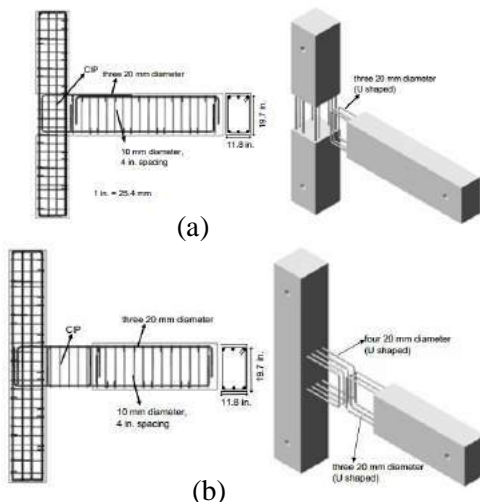 CIP
three 20 mm diameter
10 mm diameter,
4 in. spacing
19.7 in.
11.8 in.
1 in. = 25.4 mm
three 20 mm diameter
(U shaped)
(a)
CIP
three 20 mm diameter
10 mm diameter,
4 in. spacing
19.7 in.
11.8 in.
four 20 mm diameter
(U shaped)
three 20 mm diameter
(U shaped)
(b)